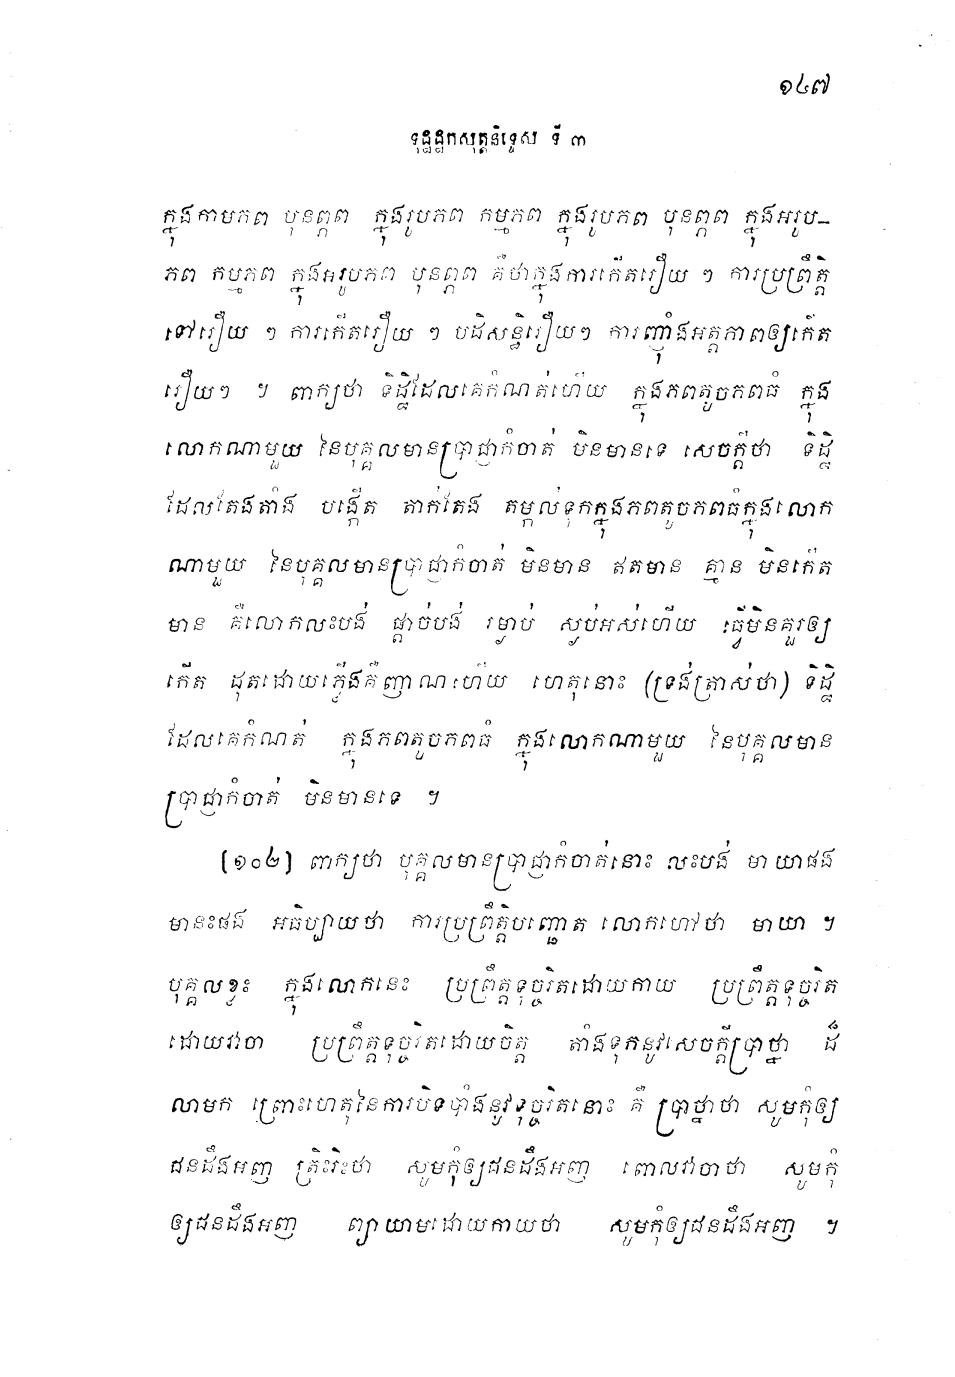 ១៤៧
ទុដ្ឋដ្ឋកសុត្តនិទ្ទេស ទី ៣
ក្នុងកាមភព បុនព្ភព ក្នុងរូបភព កម្មភព ក្នុងរូបភព បុនព្ភព ក្នុងអរូប-
ភព កម្មភព ក្នុងអរូបភព បុនព្ភព គឺថាក្នុងការកើតរឿយ ៗ ការប្រព្រឹត្តិ
ទៅរឿយ ៗ ការកើតរឿយ ៗ បដិសន្ធិរឿយៗ ការញ៉ាំងអត្តភាពឲ្យកើត
រឿយៗ ។ ពាក្យថា ទិដ្ឋិដែលគេកំណត់ហើយ ក្នុងភពតូចភពធំ ក្នុង
លោកណាមួយ នៃបុគ្គលមានប្រាជ្ញាកំចាត់ មិនមានទេ សេចក្តីថា ទិដ្ឋិ
ដែលតែងតាំង បង្កើត តាក់តែង តម្កល់ទុកក្នុងភពតូចភពធំក្នុងលោក
ណាមួយ នៃបុគ្គលមានប្រាជ្ញាកំចាត់ មិនមាន ឥតមាន គ្មាន មិនកើត
មាន គឺលោកលះបង់ ផ្តាច់បង់ រម្ងាប់ ស្ងប់អស់ហើយ ធ្វើមិនគួរឲ្យ
កើត ដុតដោយភ្លើងគឺញាណហើយ ហេតុនោះ (ទ្រង់ត្រាស់ថា) ទិដ្ឋិ
ដែលគេកំណត់ ក្នុងភពតូចភពធំ ក្នុងលោកណាមួយ នៃបុគ្គលមាន
ប្រាជ្ញាកំចាត់ មិនមានទេ ។
[១០៤] ពាក្យថា បុគ្គលមានប្រាជ្ញាកំចាត់នោះ លះបង់ មាយាផង
មានះផង អធិប្បាយថា ការប្រព្រឹត្តិបញ្ឆោត លោកហៅថា មាយា ។
បុគ្គលខ្លះ ក្នុងលោកនេះ ប្រព្រឹត្តទុច្ចរិតដោយកាយ ប្រព្រឹត្តទុច្ចរិត
ដោយវាចា ប្រព្រឹត្តទុច្ចរិតដោយចិត្ត តាំងទុកនូវសេចក្តីប្រាថ្នា ដ៏
លាមក ព្រោះហេតុនៃការបិទបាំងនូវទុច្ចរិតនោះ គឺ ប្រាថ្នាថា សូមកុំឲ្យ
ជនដឹងអញ ត្រិះរិះថា សូមកុំឲ្យជនដឹងអញ ពោលវាចាថា សូមកុំ
ឲ្យជនដឹងអញ ព្យាយាមដោយកាយថា សូមកុំឲ្យជនដឹងអញ ។